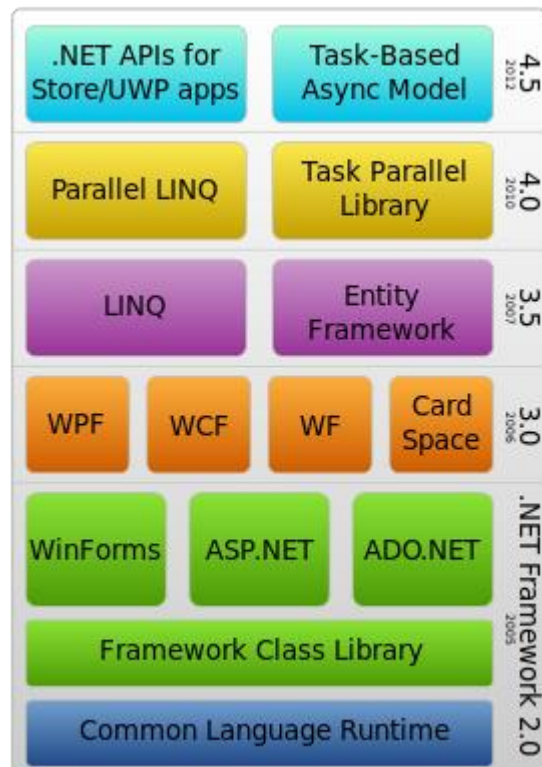 .NET APIs for
Store/UWP apps
Task-Based
Async Model
4.5
2012
Parallel LINQ
Task Parallel
Library
4.0
2010
LINQ
Entity
Framework
3.5
2007
WPF
WCF
WF
Card
Space
3.0
2006
WinForms
ASP.NET
ADO.NET
Framework Class Library
Common Language Runtime
.NET Framework 2.0
2005